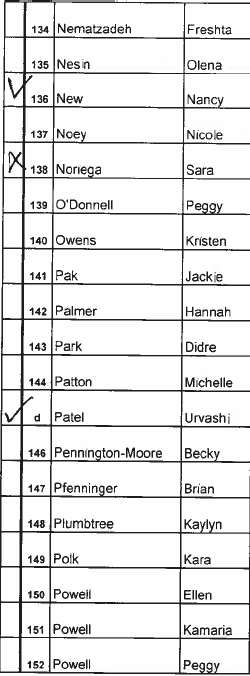 134 Nematzadeh Freshta
135 Nesin Olena
136 New Nancy
137 Noey Nicole
138 Noriega Sara
139 O'Donnell Peggy
140 Owens Kristen
141 Pak Jackie
142 Palmer Hannah
143 Park Didre
144 Patton Michelle
d Patel Urvashi
146 Pennington-Moore Becky
147 Pfenninger Brian
148 Plumbtree Kaylyn
149 Polk Kara
150 Powell Ellen
151 Powell Kamaria
152 Powell Peggy